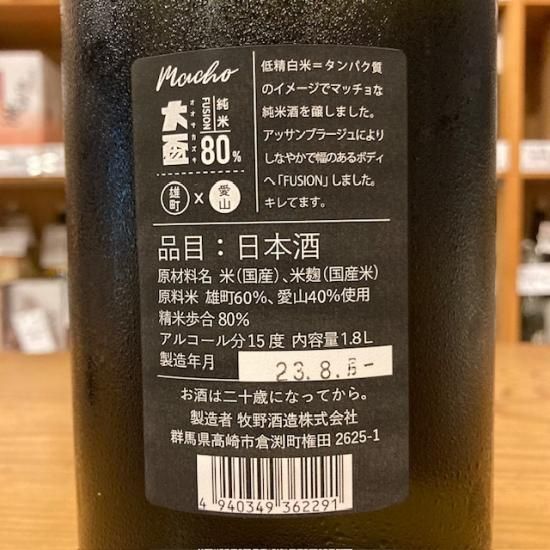 Macho
大盃
オオサカズキ
FUSION
純米
80%
雄町 x 愛山
低精白米＝タンパク質
のイメージでマッチョな
純米酒を醸しました。
アッサンブラージュにより
しなやかで幅のあるボディ
へ「FUSION」しました。
キレてます。
品目：日本酒
原材料名 米（国産）、米麹（国産米）
原料米 雄町60%、愛山40%使用
精米歩合 80%
アルコール分 15 度 内容量1.8L
製造年月 23.8.
お酒は二十歳になってから。
製造者 牧野酒造株式会社
群馬県高崎市倉渕町権田 2625-1
4 940349 362291